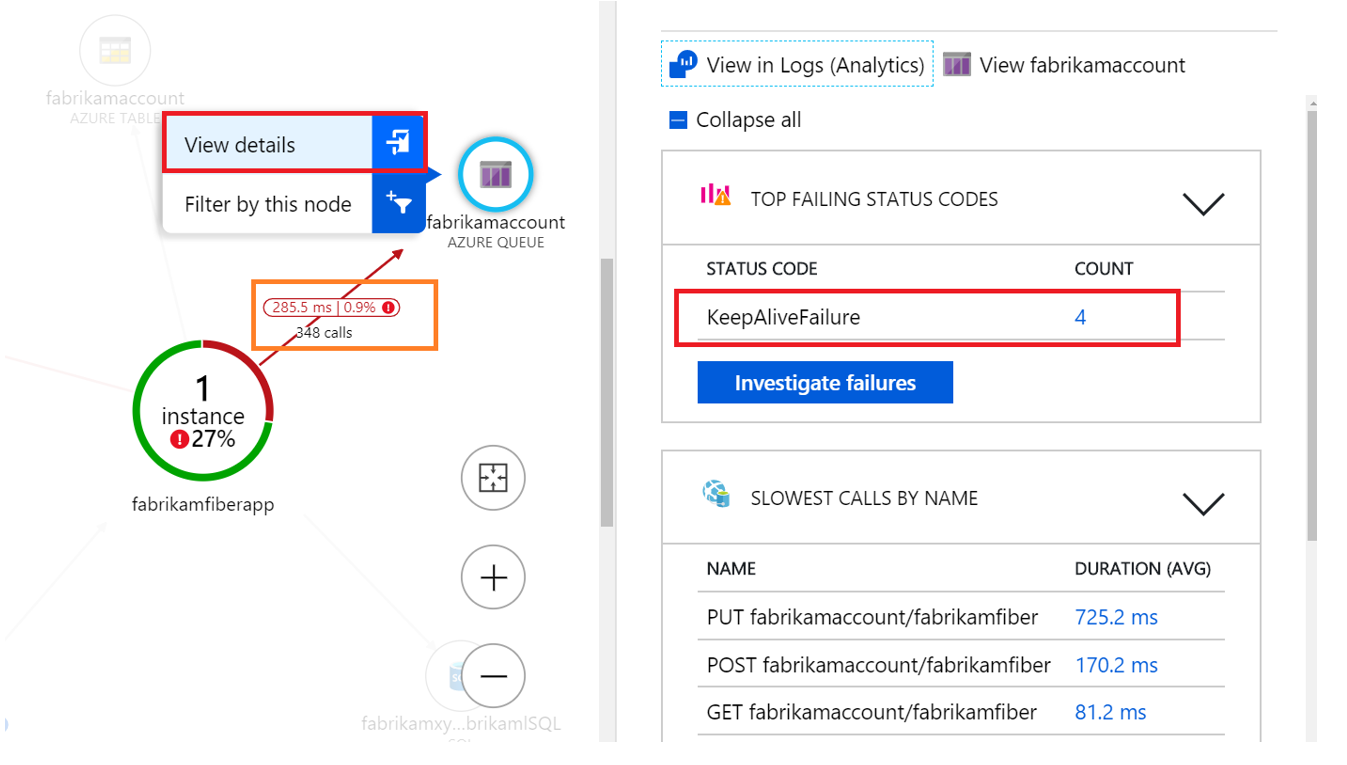 fabrikamaccount
AZURE TABLE
View details
Filter by this node
fabrikamaccount
AZURE QUEUE
285.5 ms | 0.9%
348 calls
1
instance
27%
fabrikamfiberapp
fabrikamxy...brikamlSQL
SQL
View in Logs (Analytics)
View fabrikamaccount
Collapse all
TOP FAILING STATUS CODES
STATUS CODE COUNT
KeepAliveFailure 4
Investigate failures
SLOWEST CALLS BY NAME
NAME DURATION (AVG)
PUT fabrikamaccount/fabrikamfiber 725.2 ms
POST fabrikamaccount/fabrikamfiber 170.2 ms
GET fabrikamaccount/fabrikamfiber 81.2 ms